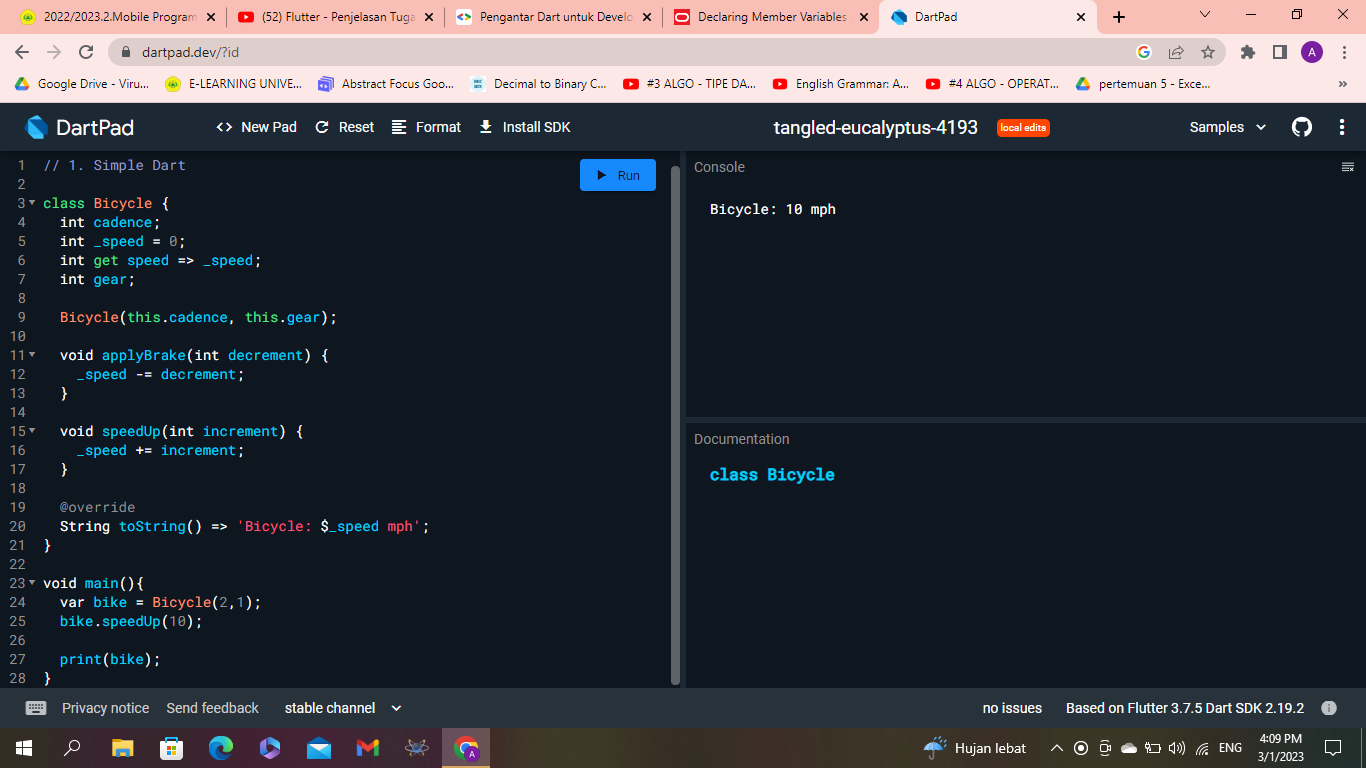 2022/2023.2.Mobile Program
(52) Flutter - Penjelasan Tuga
Pengantar Dart untuk Develo
Declaring Member Variables
DartPad
dartpad.dev/?id
A
Google Drive - Viru...
E-LEARNING UNIVE...
Abstract Focus Goo...
Decimal to Binary C...
#3 ALGO - TIPE DA...
English Grammar: A...
#4 ALGO - OPERAT...
pertemuan 5 - Exce...
»
DartPad
<> New Pad
Reset
Format
Install SDK
tangled-eucalyptus-4193
local edits
Samples
Run
1 // 1. Simple Dart
2
3 class Bicycle {
4 int cadence;
5 int _speed = 0;
6 int get speed => _speed;
7 int gear;
8
9 Bicycle(this.cadence, this.gear);
10
11 void applyBrake(int decrement) {
12 _speed -= decrement;
13 }
14
15 void speedUp(int increment) {
16 _speed += increment;
17 }
18
19 @override
20 String toString() => 'Bicycle: $_speed mph';
21 }
22
23 void main(){
24 var bike = Bicycle(2,1);
25 bike.speedUp(10);
26
27 print(bike);
28 }
Console
Bicycle: 10 mph
Documentation
class Bicycle
Privacy notice
Send feedback
stable channel
no issues
Based on Flutter 3.7.5 Dart SDK 2.19.2
A
Hujan lebat
ENG
4:09 PM
3/1/2023